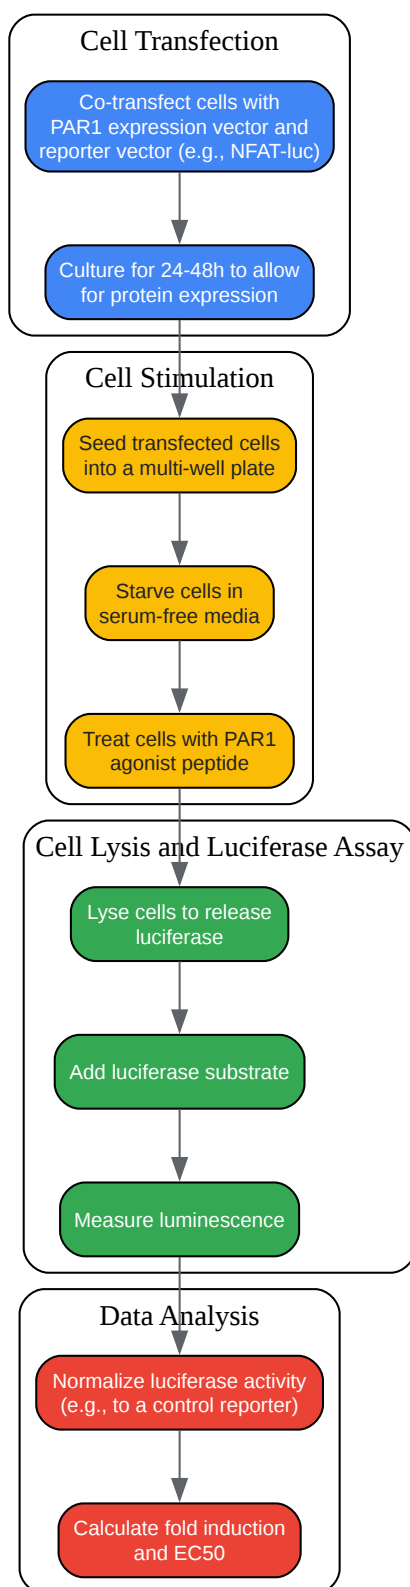 Cell Transfection
Co-transfect cells with
PAR1 expression vector and
reporter vector (e.g., NFAT-luc)
Culture for 24-48h to allow
for protein expression
Cell Stimulation
Seed transfected cells
into a multi-well plate
Starve cells in
serum-free media
Treat cells with PAR1
agonist peptide
Cell Lysis and Luciferase Assay
Lyse cells to release
luciferase
Add luciferase substrate
Measure luminescence
Data Analysis
Normalize luciferase activity
(e.g., to a control reporter)
Calculate fold induction
and EC50